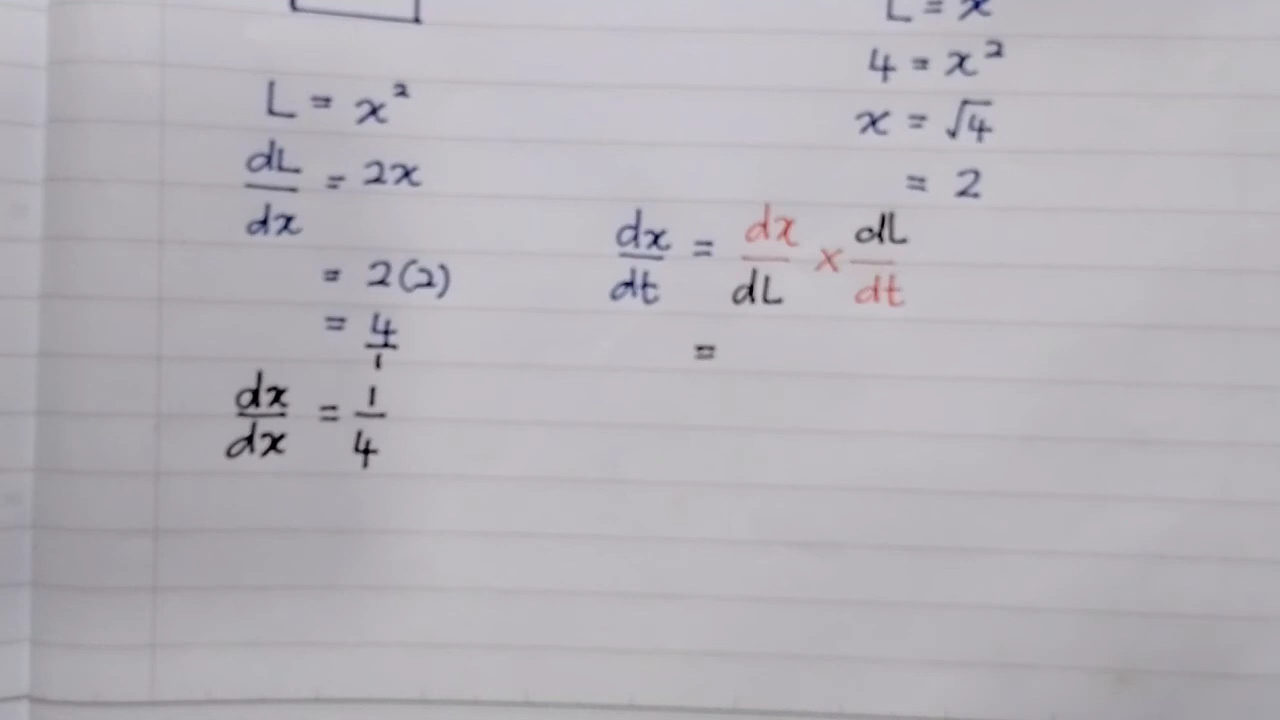 L = x
4 = x²
x = √4
= 2
L = x²
dL/dx = 2x
= 2(2)
= 4/1
dx/dx = 1/4
dx/dt = dx/dL × dL/dt
=